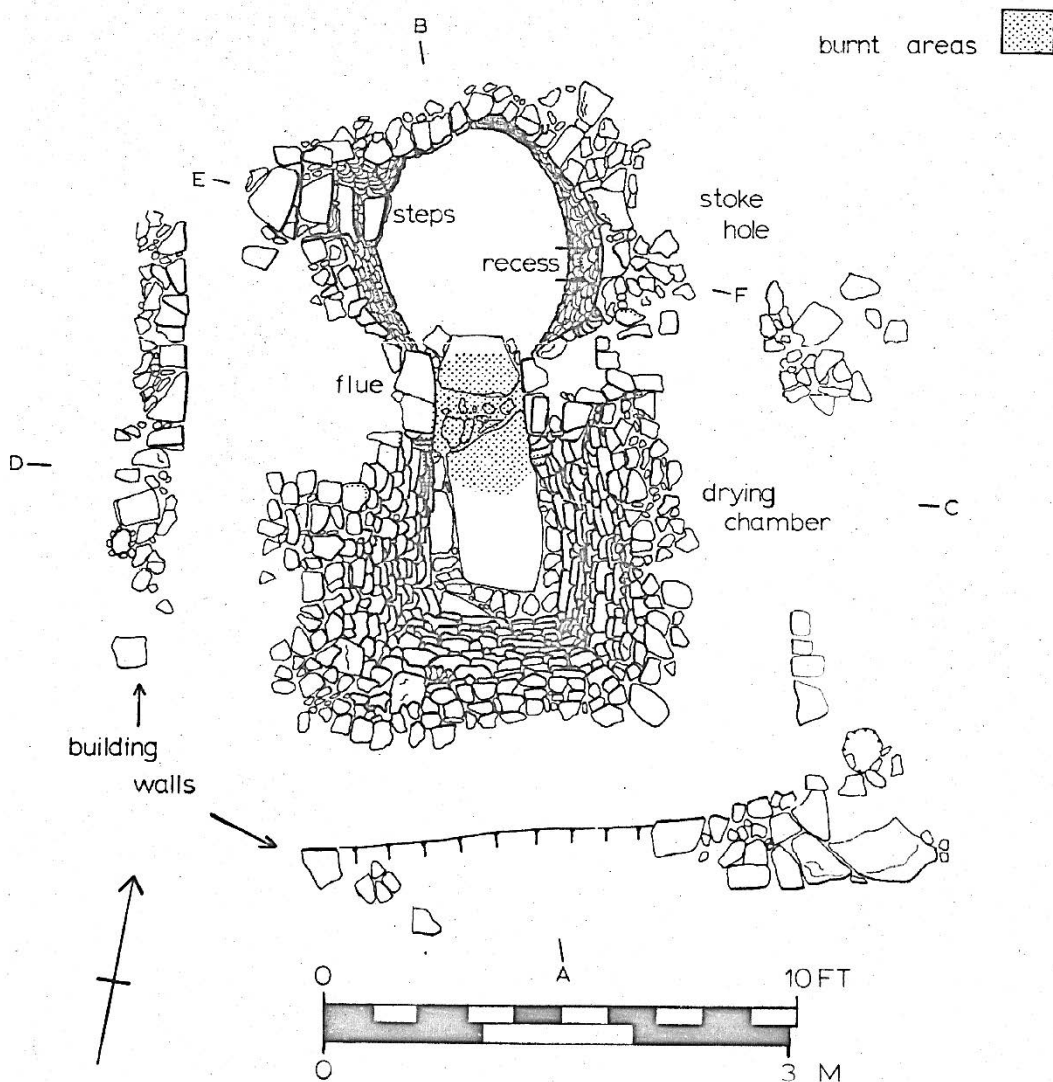 B
burnt areas
E
steps
stoke
hole
recess
F
flue
D
drying
chamber
C
building
walls
A
0
10 FT
0
3 M